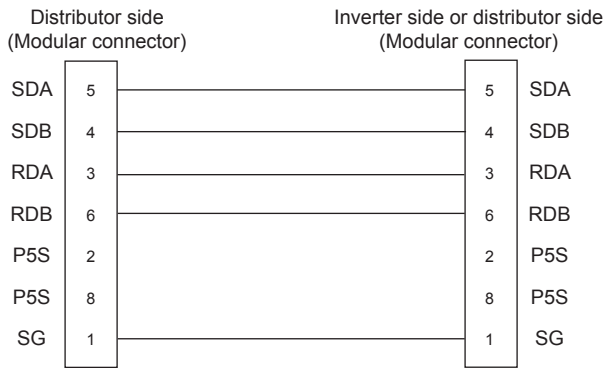 Distributor side
(Modular connector)
Inverter side or distributor side
(Modular connector)
SDA 5 5 SDA
SDB 4 4 SDB
RDA 3 3 RDA
RDB 6 6 RDB
P5S 2 2 P5S
P5S 8 8 P5S
SG 1 1 SG